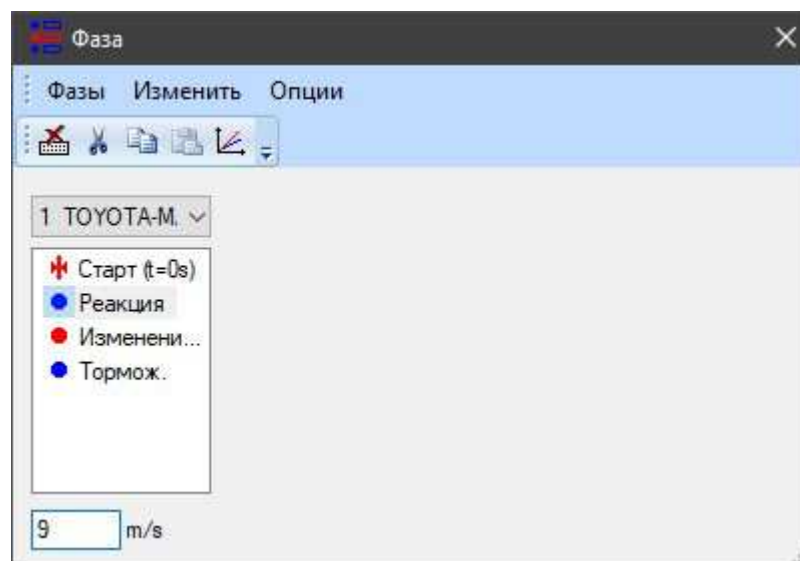 Фаза
Фазы Изменить Опции
1 TOYOTA-M.
Старт (t=0s)
Реакция
Изменени...
Тормож.
9 m/s